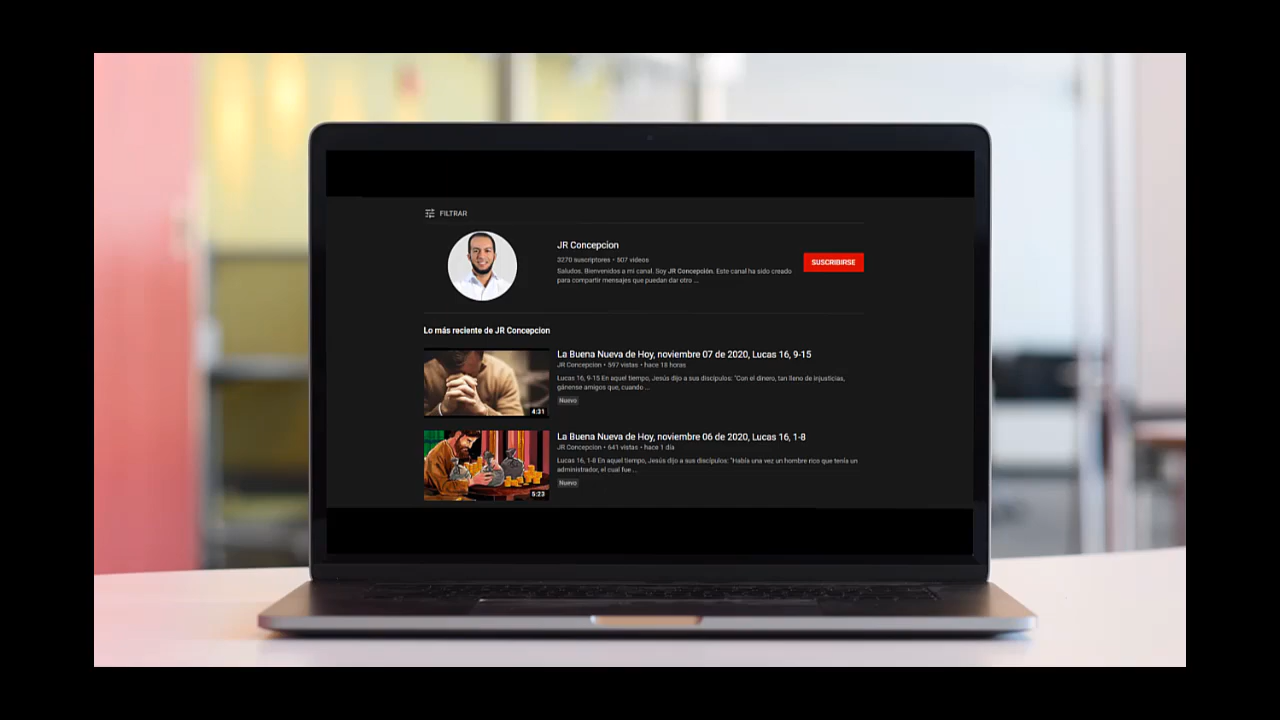 FILTRAR
JR Concepcion
3270 suscriptores • 507 videos
SUSCRIBIRSE
Saludos. Bienvenidos a mi canal. Soy JR Concepción. Este canal ha sido creado
para compartir mensajes que puedan dar otro ...
Lo más reciente de JR Concepcion
La Buena Nueva de Hoy, noviembre 07 de 2020, Lucas 16, 9-15
JR Concepcion • 597 vistas • hace 18 horas
Lucas 16, 9-15 En aquel tiempo, Jesús dijo a sus discípulos: "Con el dinero, tan lleno de injusticias,
gánense amigos que, cuando ...
Nuevo
4:31
La Buena Nueva de Hoy, noviembre 06 de 2020, Lucas 16, 1-8
JR Concepcion • 641 vistas • hace 1 día
Lucas 16, 1-8 En aquel tiempo, Jesús dijo a sus discípulos: "Había una vez un hombre rico que tenía un
administrador, el cual fue ...
Nuevo
5:23